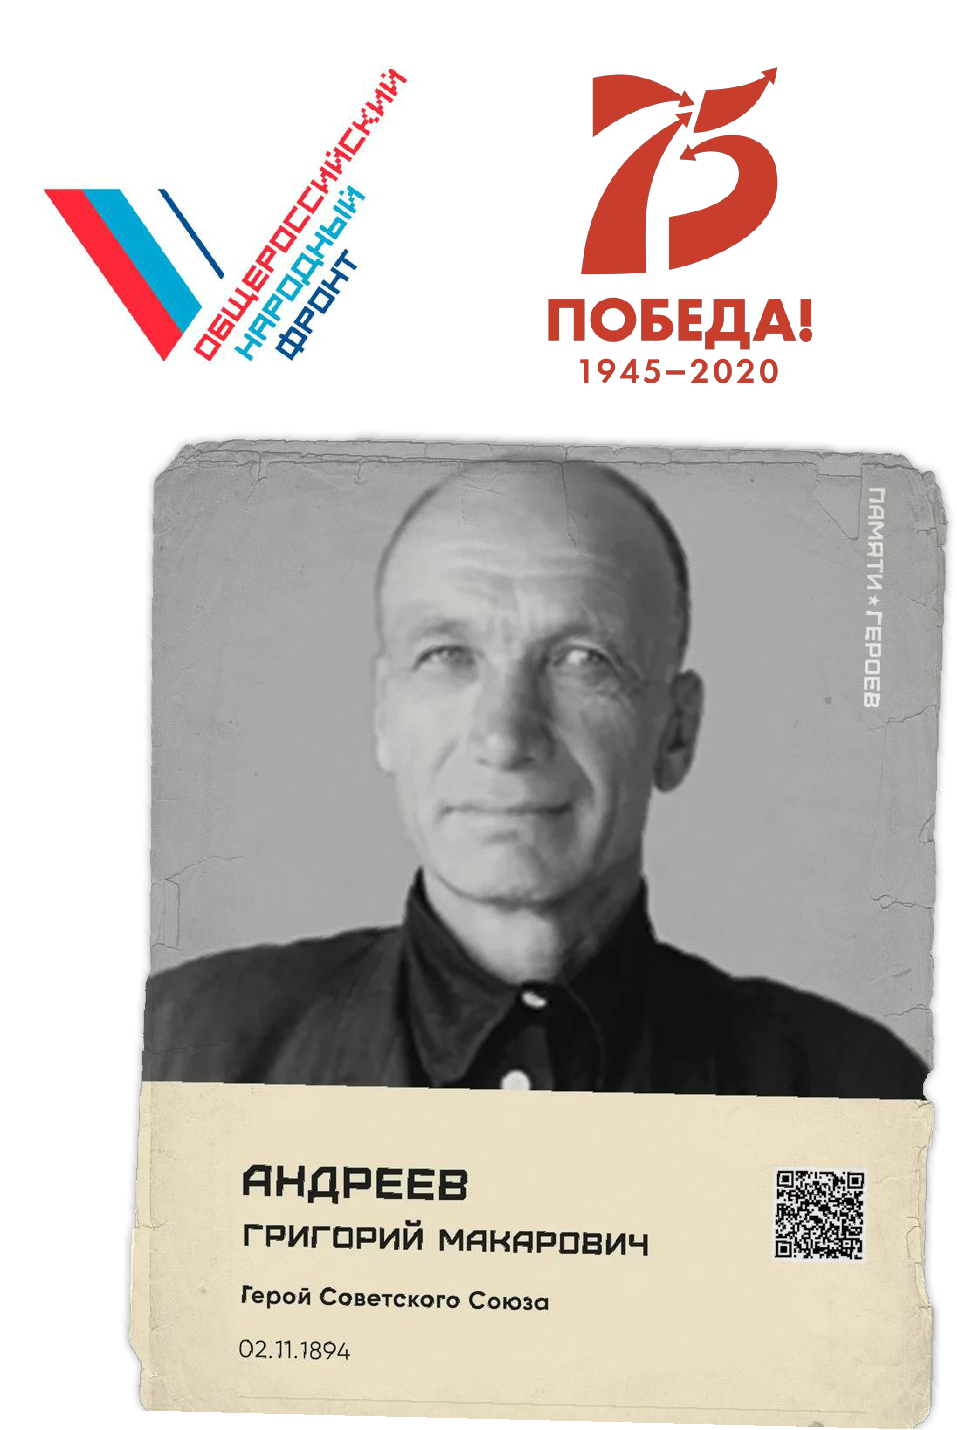 ОБЩЕРОССИЙСКИЙ
НАРОДНЫЙ
ФРОНТ
75
ПОБЕДА!
1945–2020
ПАМЯТИ★ГЕРОЕВ
АНДРЕЕВ
ГРИГОРИЙ МАКАРОВИЧ
Герой Советского Союза
02.11.1894